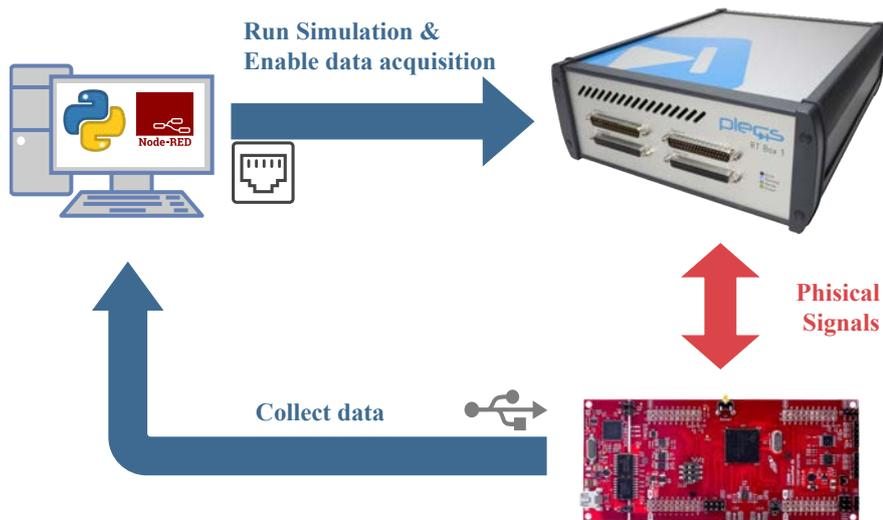 Run Simulation &
Enable data acquisition
Node-RED
plecs
RT Box 1
Phisical
Signals
Collect data